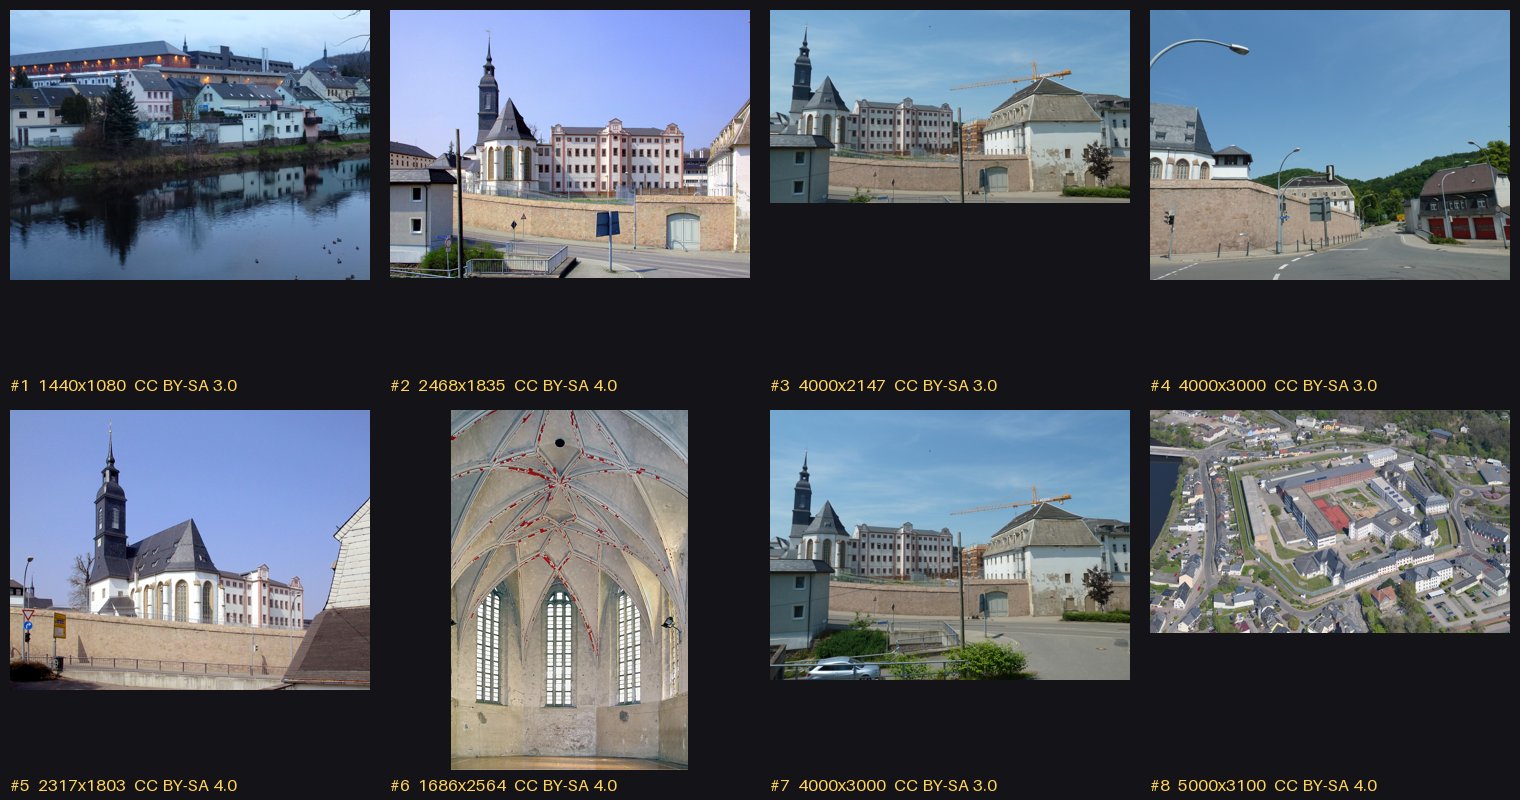 #1 1440x1080 CC BY-SA 3.0
#2 2468x1835 CC BY-SA 4.0
#3 4000x2147 CC BY-SA 3.0
#4 4000x3000 CC BY-SA 3.0
#5 2317x1803 CC BY-SA 4.0
#6 1686x2564 CC BY-SA 4.0
#7 4000x3000 CC BY-SA 3.0
#8 5000x3100 CC BY-SA 4.0